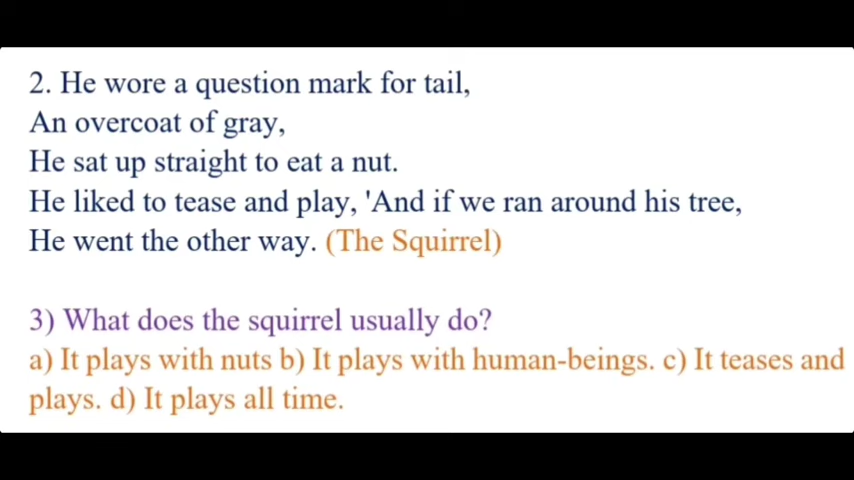 2. He wore a question mark for tail,
An overcoat of gray,
He sat up straight to eat a nut.
He liked to tease and play, 'And if we ran around his tree,
He went the other way. (The Squirrel)
3) What does the squirrel usually do?
a) It plays with nuts b) It plays with human-beings. c) It teases and
plays. d) It plays all time.